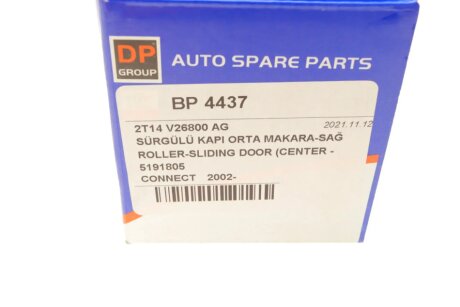 DP
GROUP
AUTO SPARE PARTS
BP 4437
2T14 V26800 AG
2021.11.12
SÜRGÜLÜ KAPI ORTA MAKARA-SAĞ
ROLLER-SLIDING DOOR (CENTER -
5191805
CONNECT 2002-